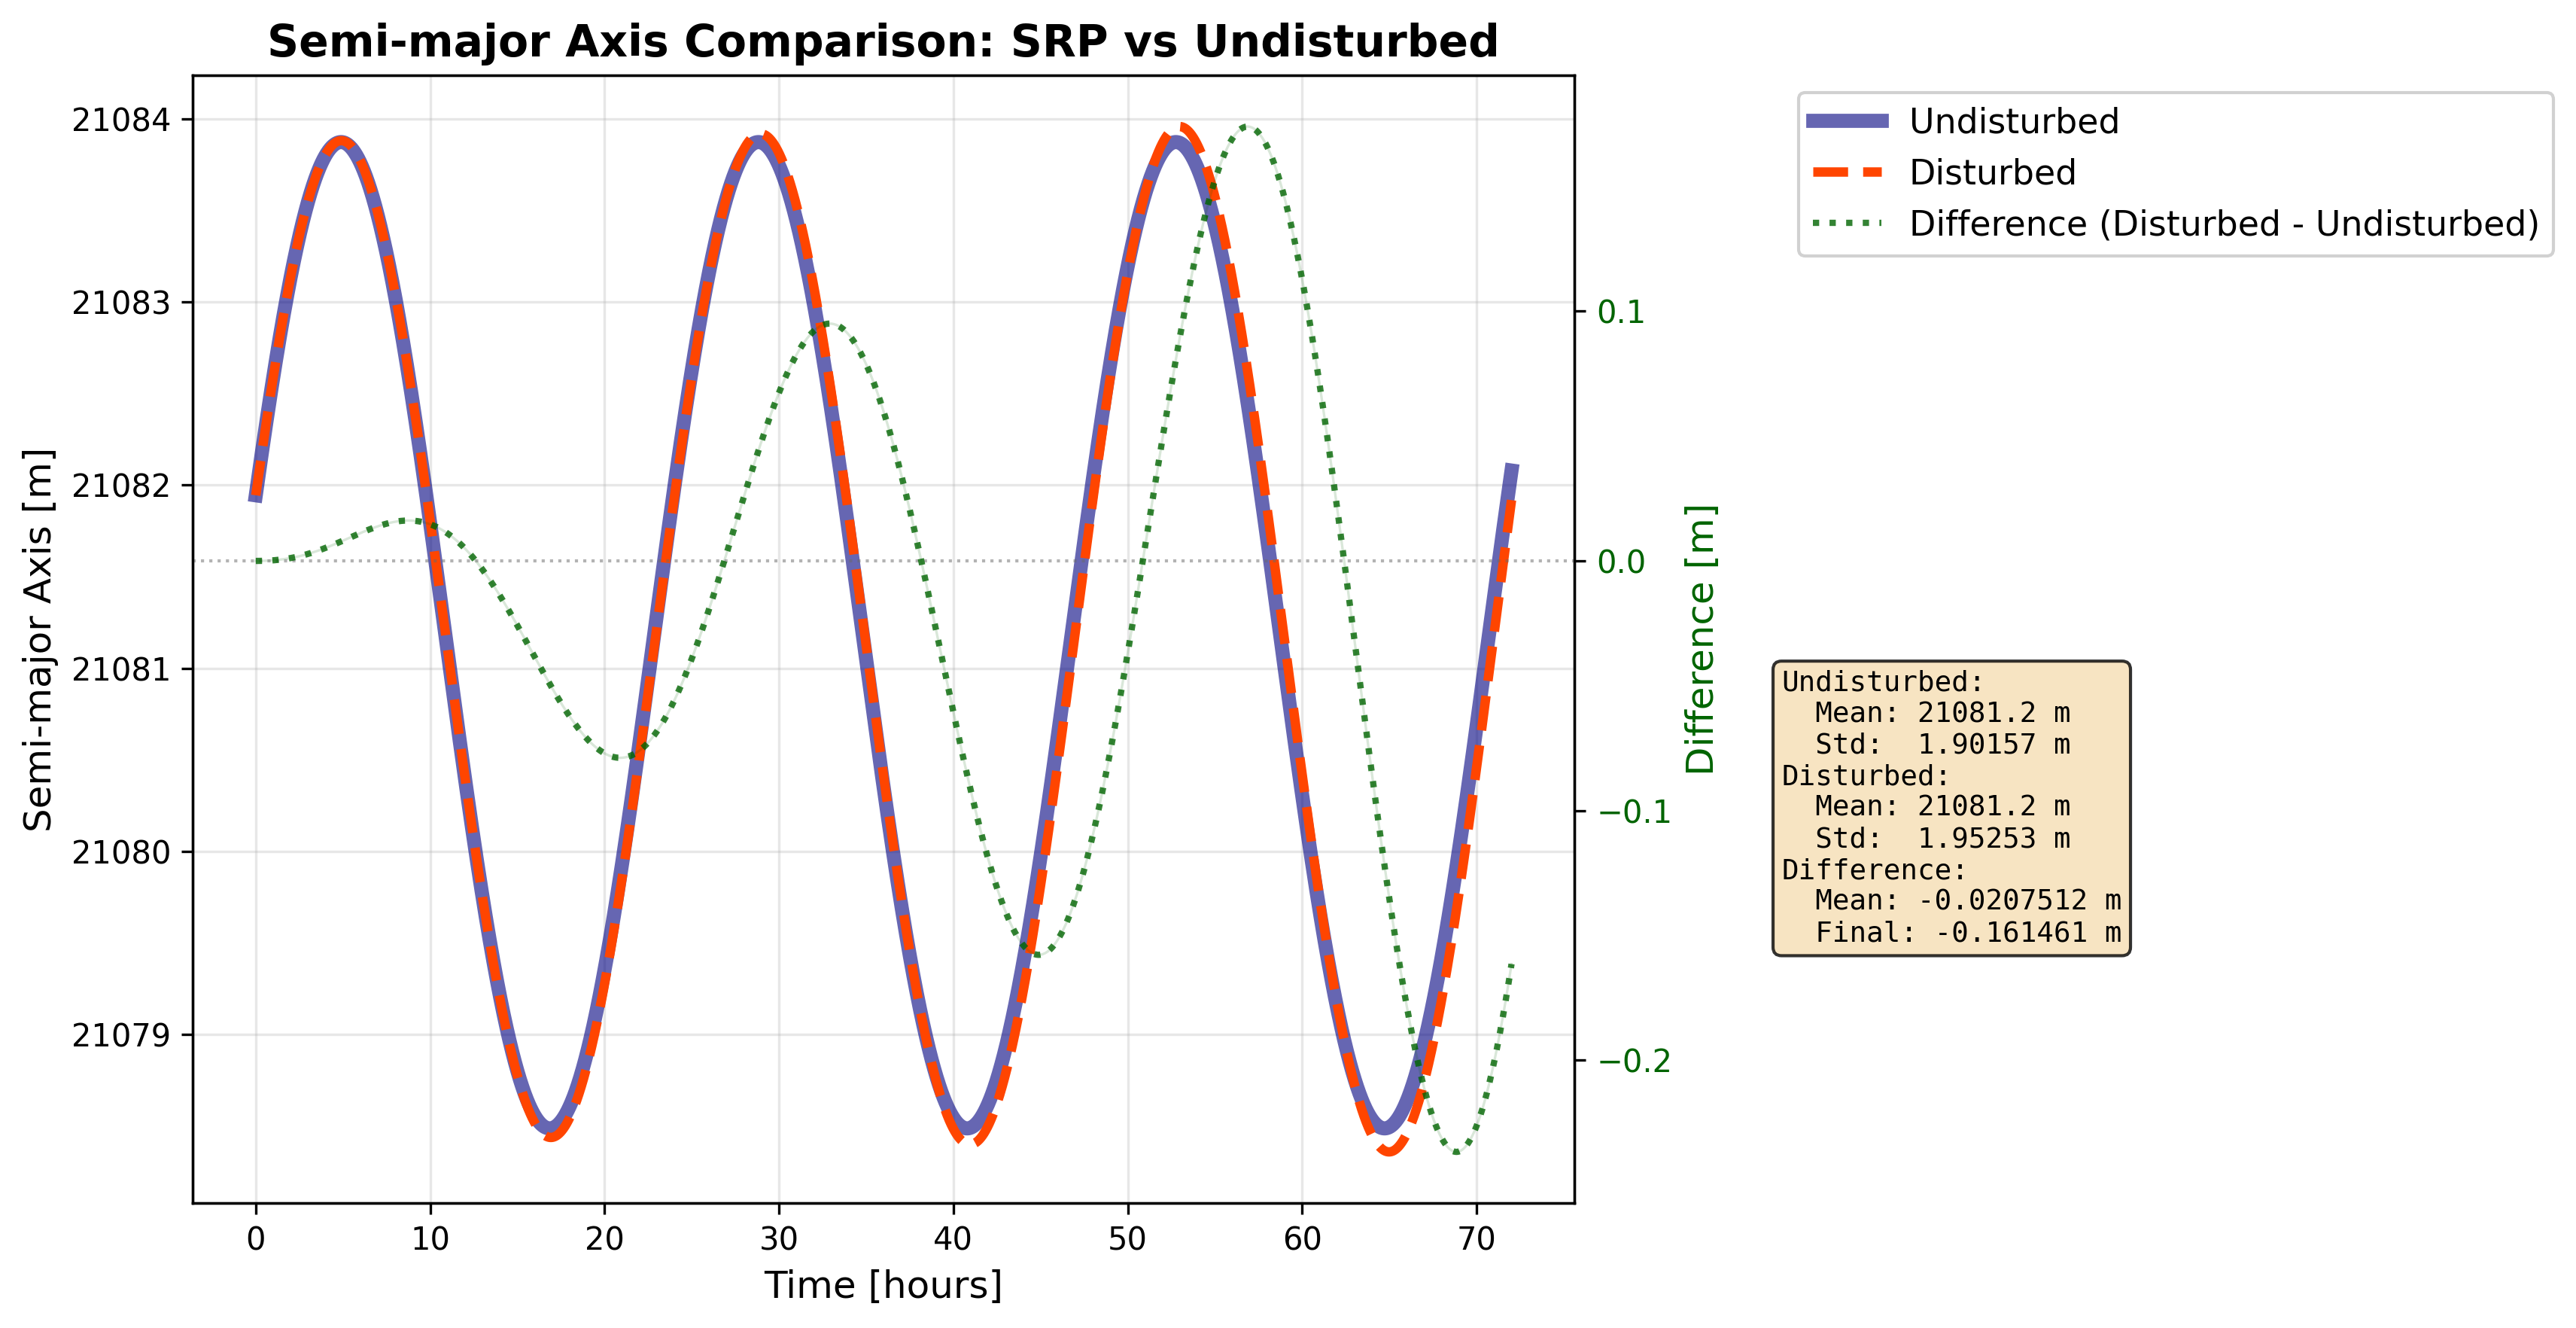 Semi-major Axis Comparison: SRP vs Undisturbed
Semi-major Axis [m]
21084
21083
21082
21081
21080
21079
0 10 20 30 40 50 60 70
Time [hours]
0.1
0.0
−0.1
−0.2
Difference [m]
Undisturbed
Disturbed
Difference (Disturbed - Undisturbed)
Undisturbed:
Mean: 21081.2 m
Std: 1.90157 m
Disturbed:
Mean: 21081.2 m
Std: 1.95253 m
Difference:
Mean: -0.0207512 m
Final: -0.161461 m